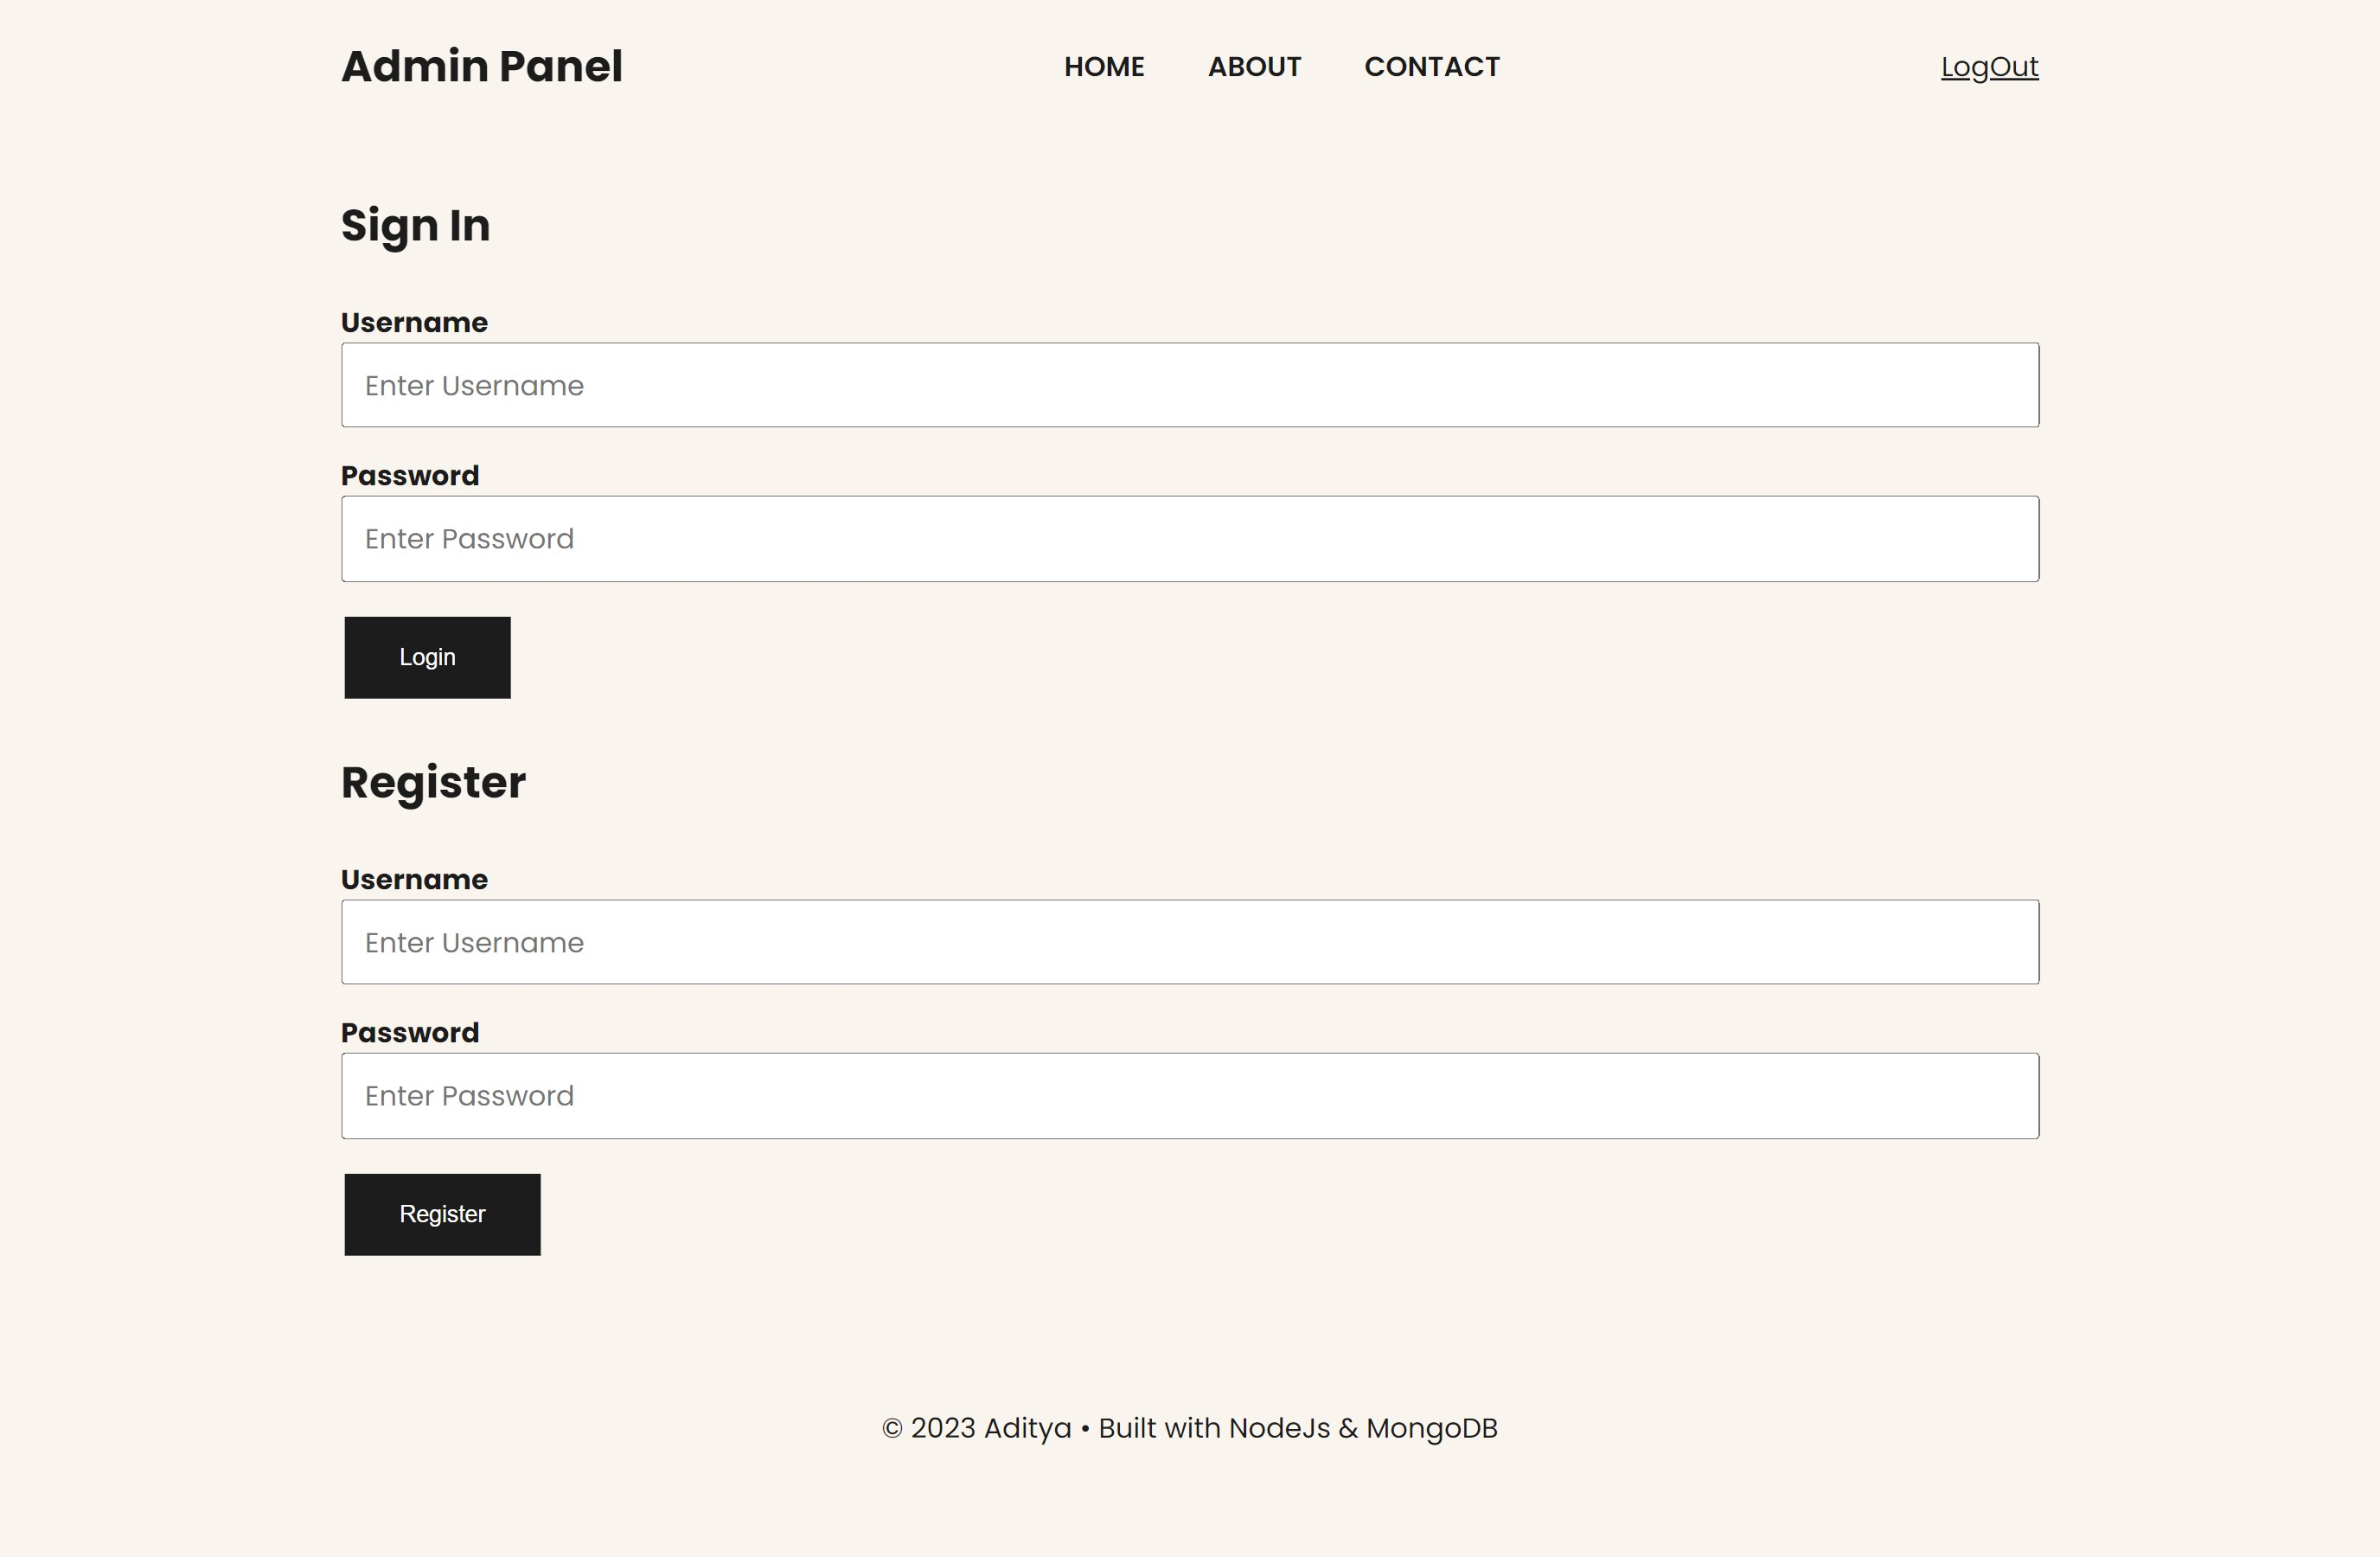 Admin Panel HOME ABOUT CONTACT LogOut
Sign In
Username
Enter Username
Password
Enter Password
Login
Register
Username
Enter Username
Password
Enter Password
Register
© 2023 Aditya • Built with NodeJs & MongoDB